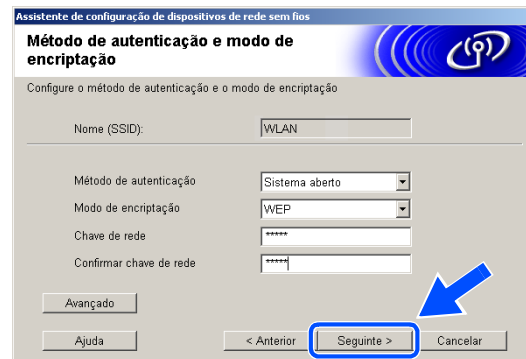 Assistente de configuração de dispositivos de rede sem fios
Método de autenticação e modo de
encriptação
Configure o método de autenticação e o modo de encriptação
Nome (SSID): WLAN
Método de autenticação Sistema aberto
Modo de encriptação WEP
Chave de rede *****
Confirmar chave de rede *****
Avançado
Ajuda < Anterior Seguinte > Cancelar